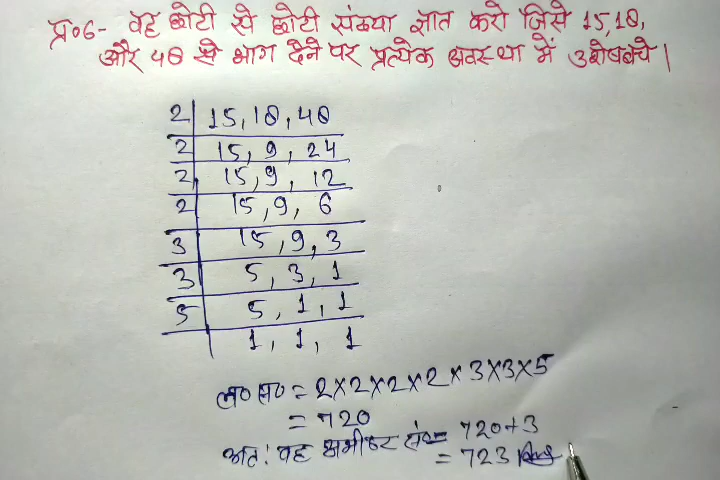 प्र०6- वह छोटी से छोटी संख्या ज्ञात करो जिसे 15,18,
और 48 से भाग देने पर प्रत्येक अवस्था में 3 शेष बचे।
2 | 15, 18, 48
2 | 15, 9, 24
2 | 15, 9, 12
2 | 15, 9, 6
3 | 15, 9, 3
3 | 5, 3, 1
5 | 5, 1, 1
| 1, 1, 1
ल० स० = 2×2×2×2×3×3×5
= 720
अतः वह अभीष्ट सं०= 720+3
= 723 Ans